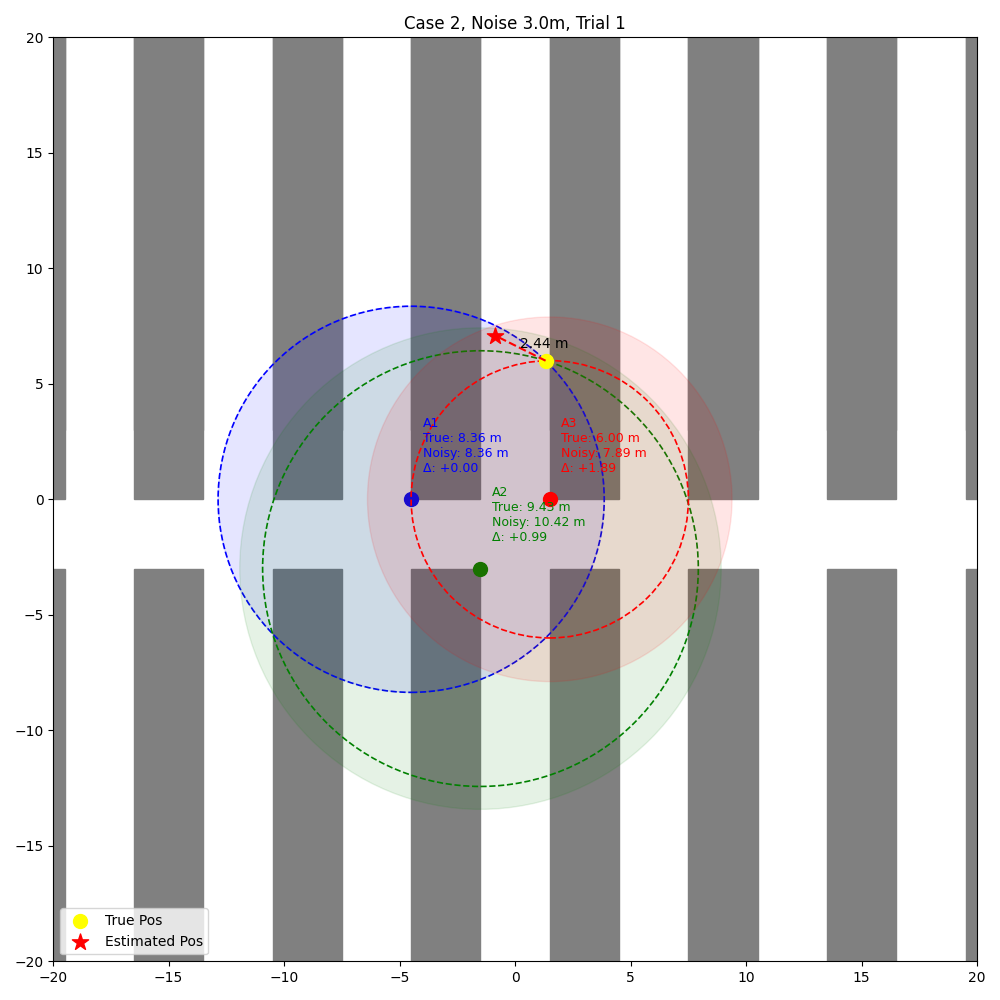 Case 2, Noise 3.0m, Trial 1
20
15
10
5
0
−5
−10
−15
−20
2.44 m
A1
True: 8.36 m
Noisy: 8.36 m
Δ: +0.00
A3
True: 6.00 m
Noisy: 7.89 m
Δ: +1.89
A2
True: 9.43 m
Noisy: 10.42 m
Δ: +0.99
True Pos
Estimated Pos
−20
−15
−10
−5
0
5
10
15
20